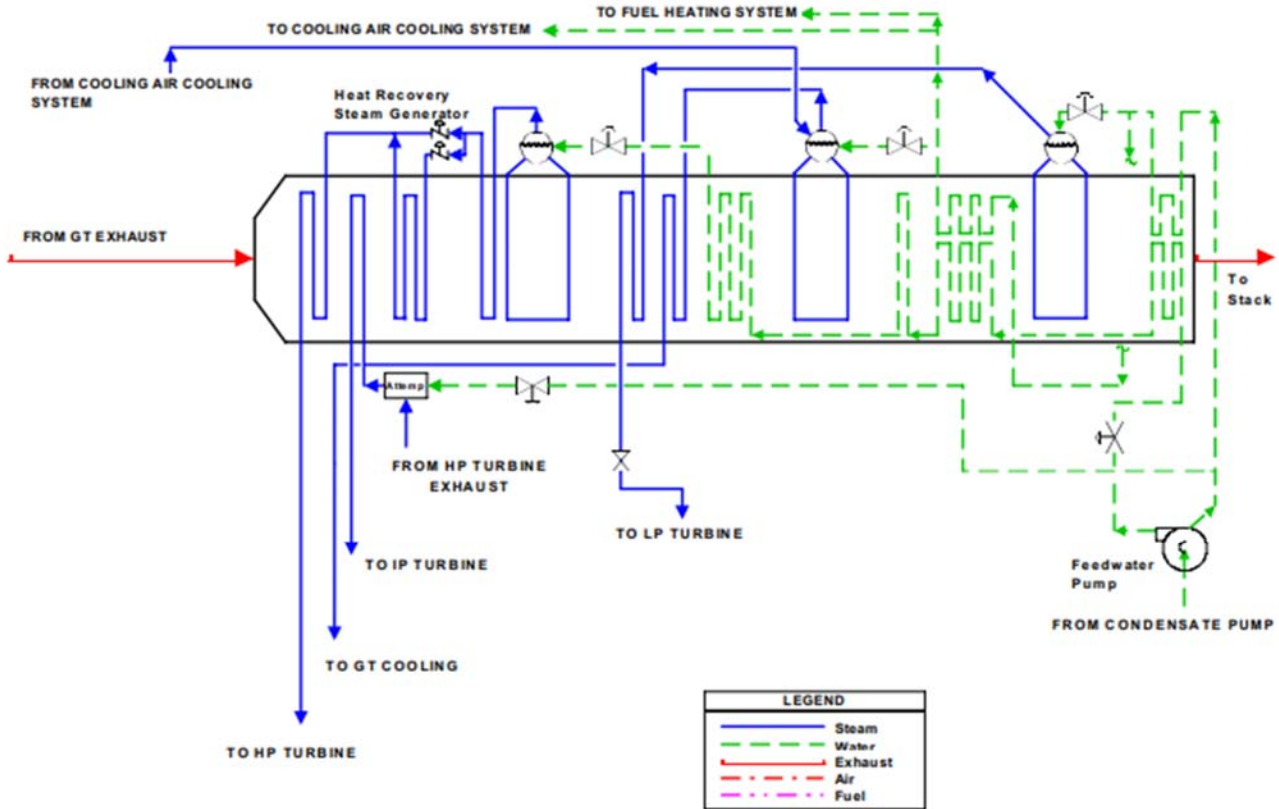 TO FUEL HEATING SYSTEM
TO COOLING AIR COOLING SYSTEM
FROM COOLING AIR COOLING
SYSTEM
Heat Recovery
Steam Generator
FROM GT EXHAUST
To
Stack
Attemp
FROM HP TURBINE
EXHAUST
TO LP TURBINE
TO IP TURBINE
Feedwater
Pump
FROM CONDENSATE PUMP
TO GT COOLING
TO HP TURBINE
LEGEND
Steam
Water
Exhaust
Air
Fuel